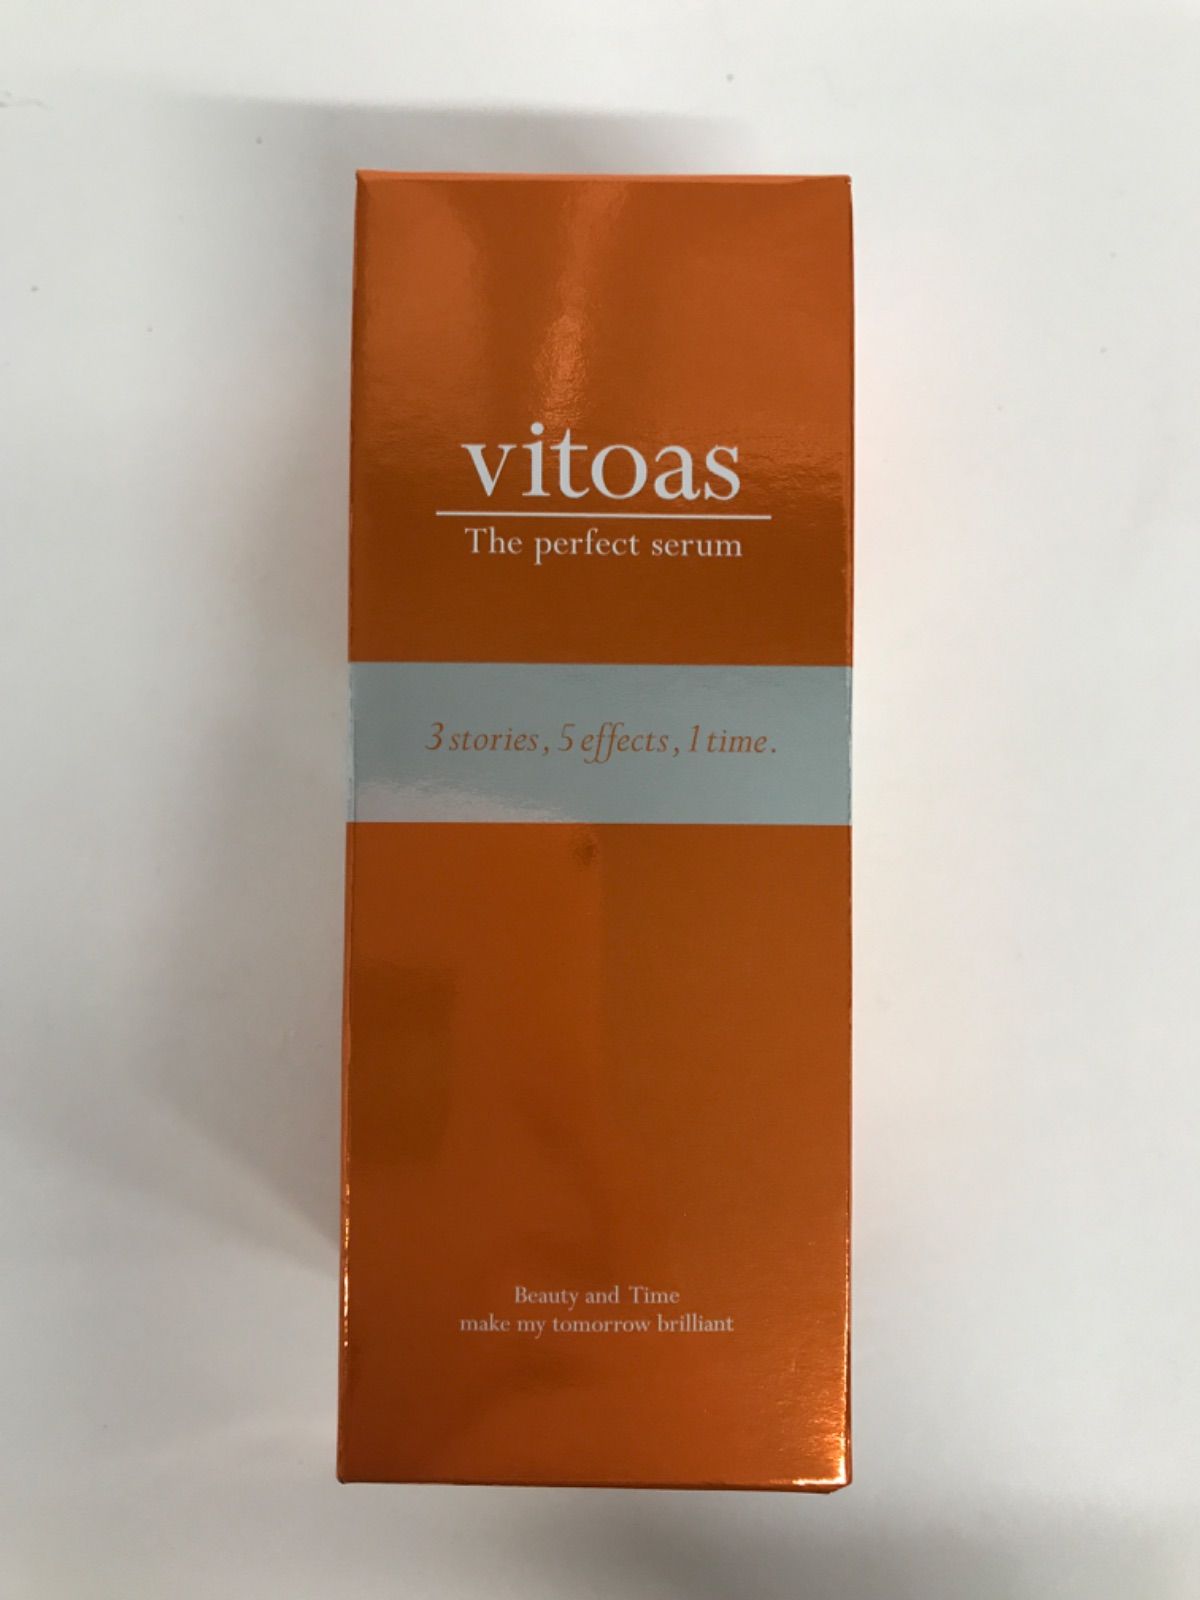 vitoas
The perfect serum
3 stories, 5 effects, 1 time.
Beauty and Time
make my tomorrow brilliant